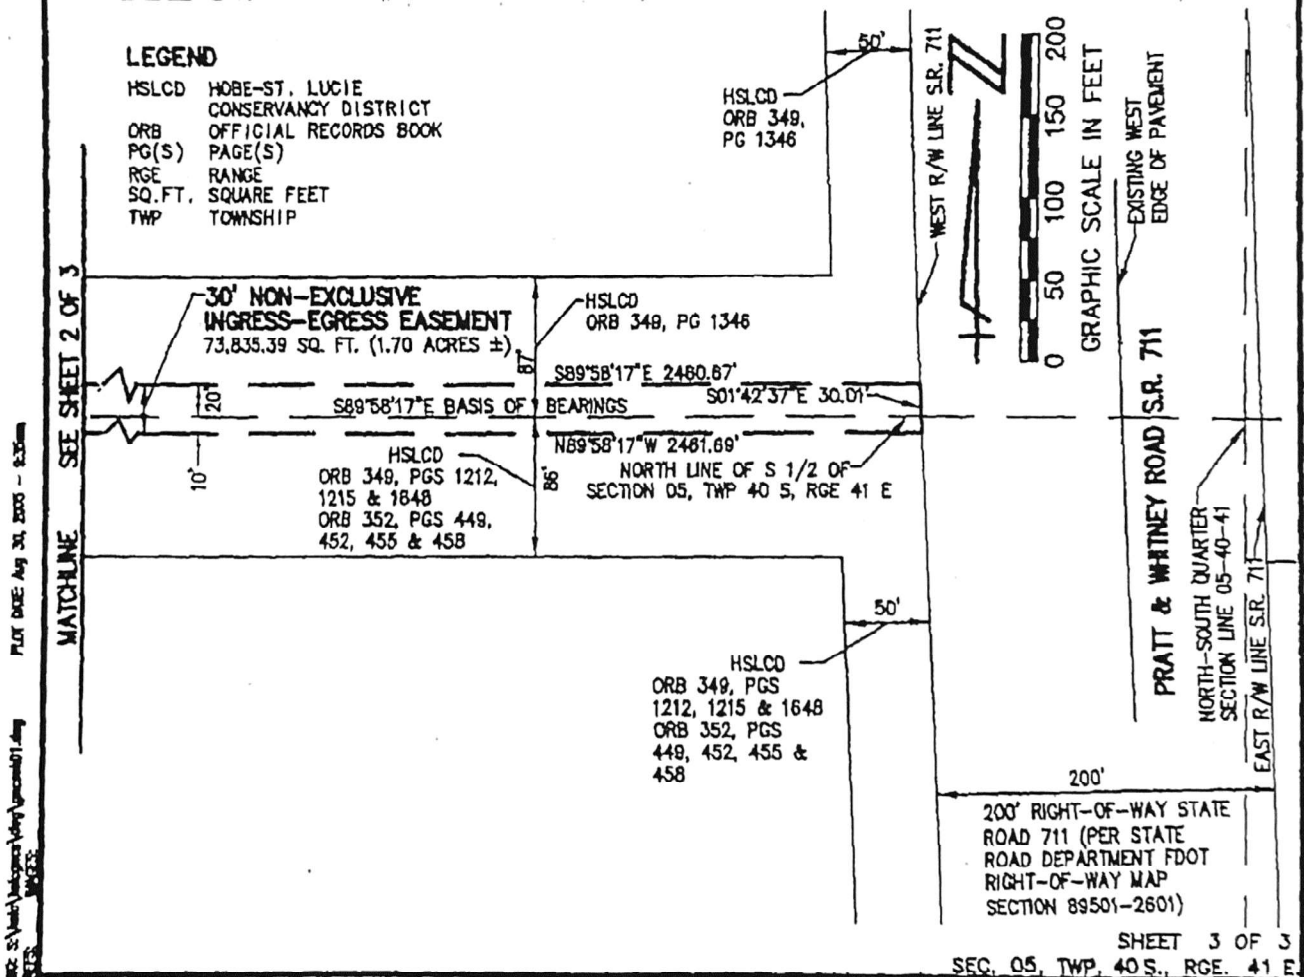 LEGEND
HSLCD HOBE-ST. LUCIE
CONSERVANCY DISTRICT
ORB OFFICIAL RECORDS BOOK
PG(S) PAGE(S)
RGE RANGE
SQ.FT. SQUARE FEET
TWP TOWNSHIP
50'
HSLCD
ORB 349,
PG 1346
WEST R/W LINE S.R. 711
0 50 100 150 200
GRAPHIC SCALE IN FEET
EXISTING WEST
EDGE OF PAVEMENT
MATCHLINE SEE SHEET 2 OF 3
30' NON-EXCLUSIVE
INGRESS-EGRESS EASEMENT
73,835.39 SQ. FT. (1.70 ACRES ±)
87'
HSLCD
ORB 349, PG 1346
S89°58'17"E 2460.67'
S01°42'37"E 30.01'
20'
S89°58'17"E BASIS OF BEARINGS
N89°58'17"W 2461.69'
10'
86'
HSLCD
ORB 349, PGS 1212,
1215 & 1648
ORB 352, PGS 449,
452, 455 & 458
NORTH LINE OF S 1/2 OF
SECTION 05, TWP 40 S, RGE 41 E
PRATT & WHITNEY ROAD S.R. 711
NORTH-SOUTH QUARTER
SECTION LINE 05-40-41
EAST R/W LINE S.R. 711
50'
HSLCD
ORB 349, PGS
1212, 1215 & 1648
ORB 352, PGS
449, 452, 455 &
458
200'
200' RIGHT-OF-WAY STATE
ROAD 711 (PER STATE
ROAD DEPARTMENT FDOT
RIGHT-OF-WAY MAP
SECTION 89501-2601)
SHEET 3 OF 3
SEC. 05, TWP. 40 S., RGE. 41 E
PLOT DATE: Aug 30, 2005 -